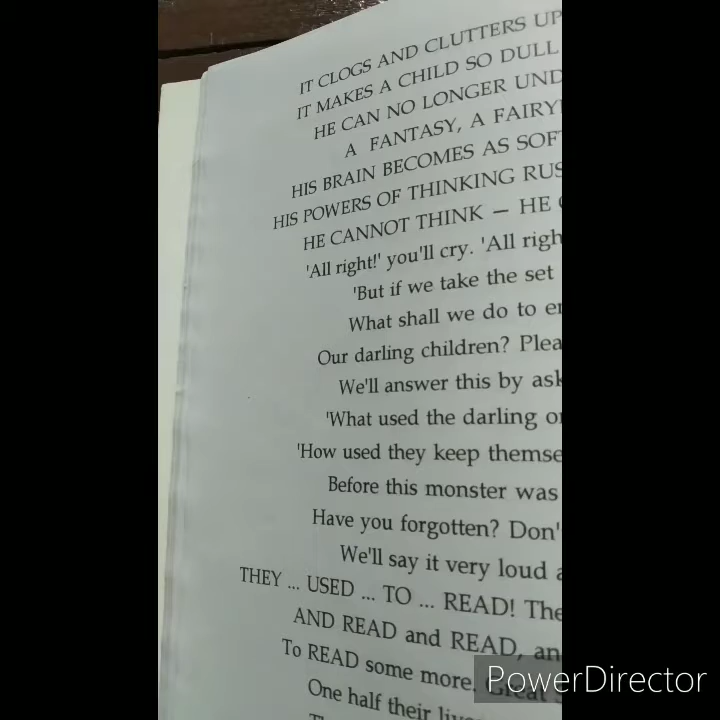 IT CLOGS AND CLUTTERS UP
IT MAKES A CHILD SO DULL
HE CAN NO LONGER UND
A FANTASY, A FAIRY
HIS BRAIN BECOMES AS SOF
HIS POWERS OF THINKING RUS
HE CANNOT THINK — HE
'All right!' you'll cry. 'All righ
'But if we take the set
What shall we do to e
Our darling children? Plea
We'll answer this by ask
'What used the darling o
'How used they keep themse
Before this monster was
Have you forgotten? Don'
We'll say it very loud a
THEY ... USED ... TO ... READ! The
AND READ and READ, an
To READ some more. Great
One half their live
PowerDirector